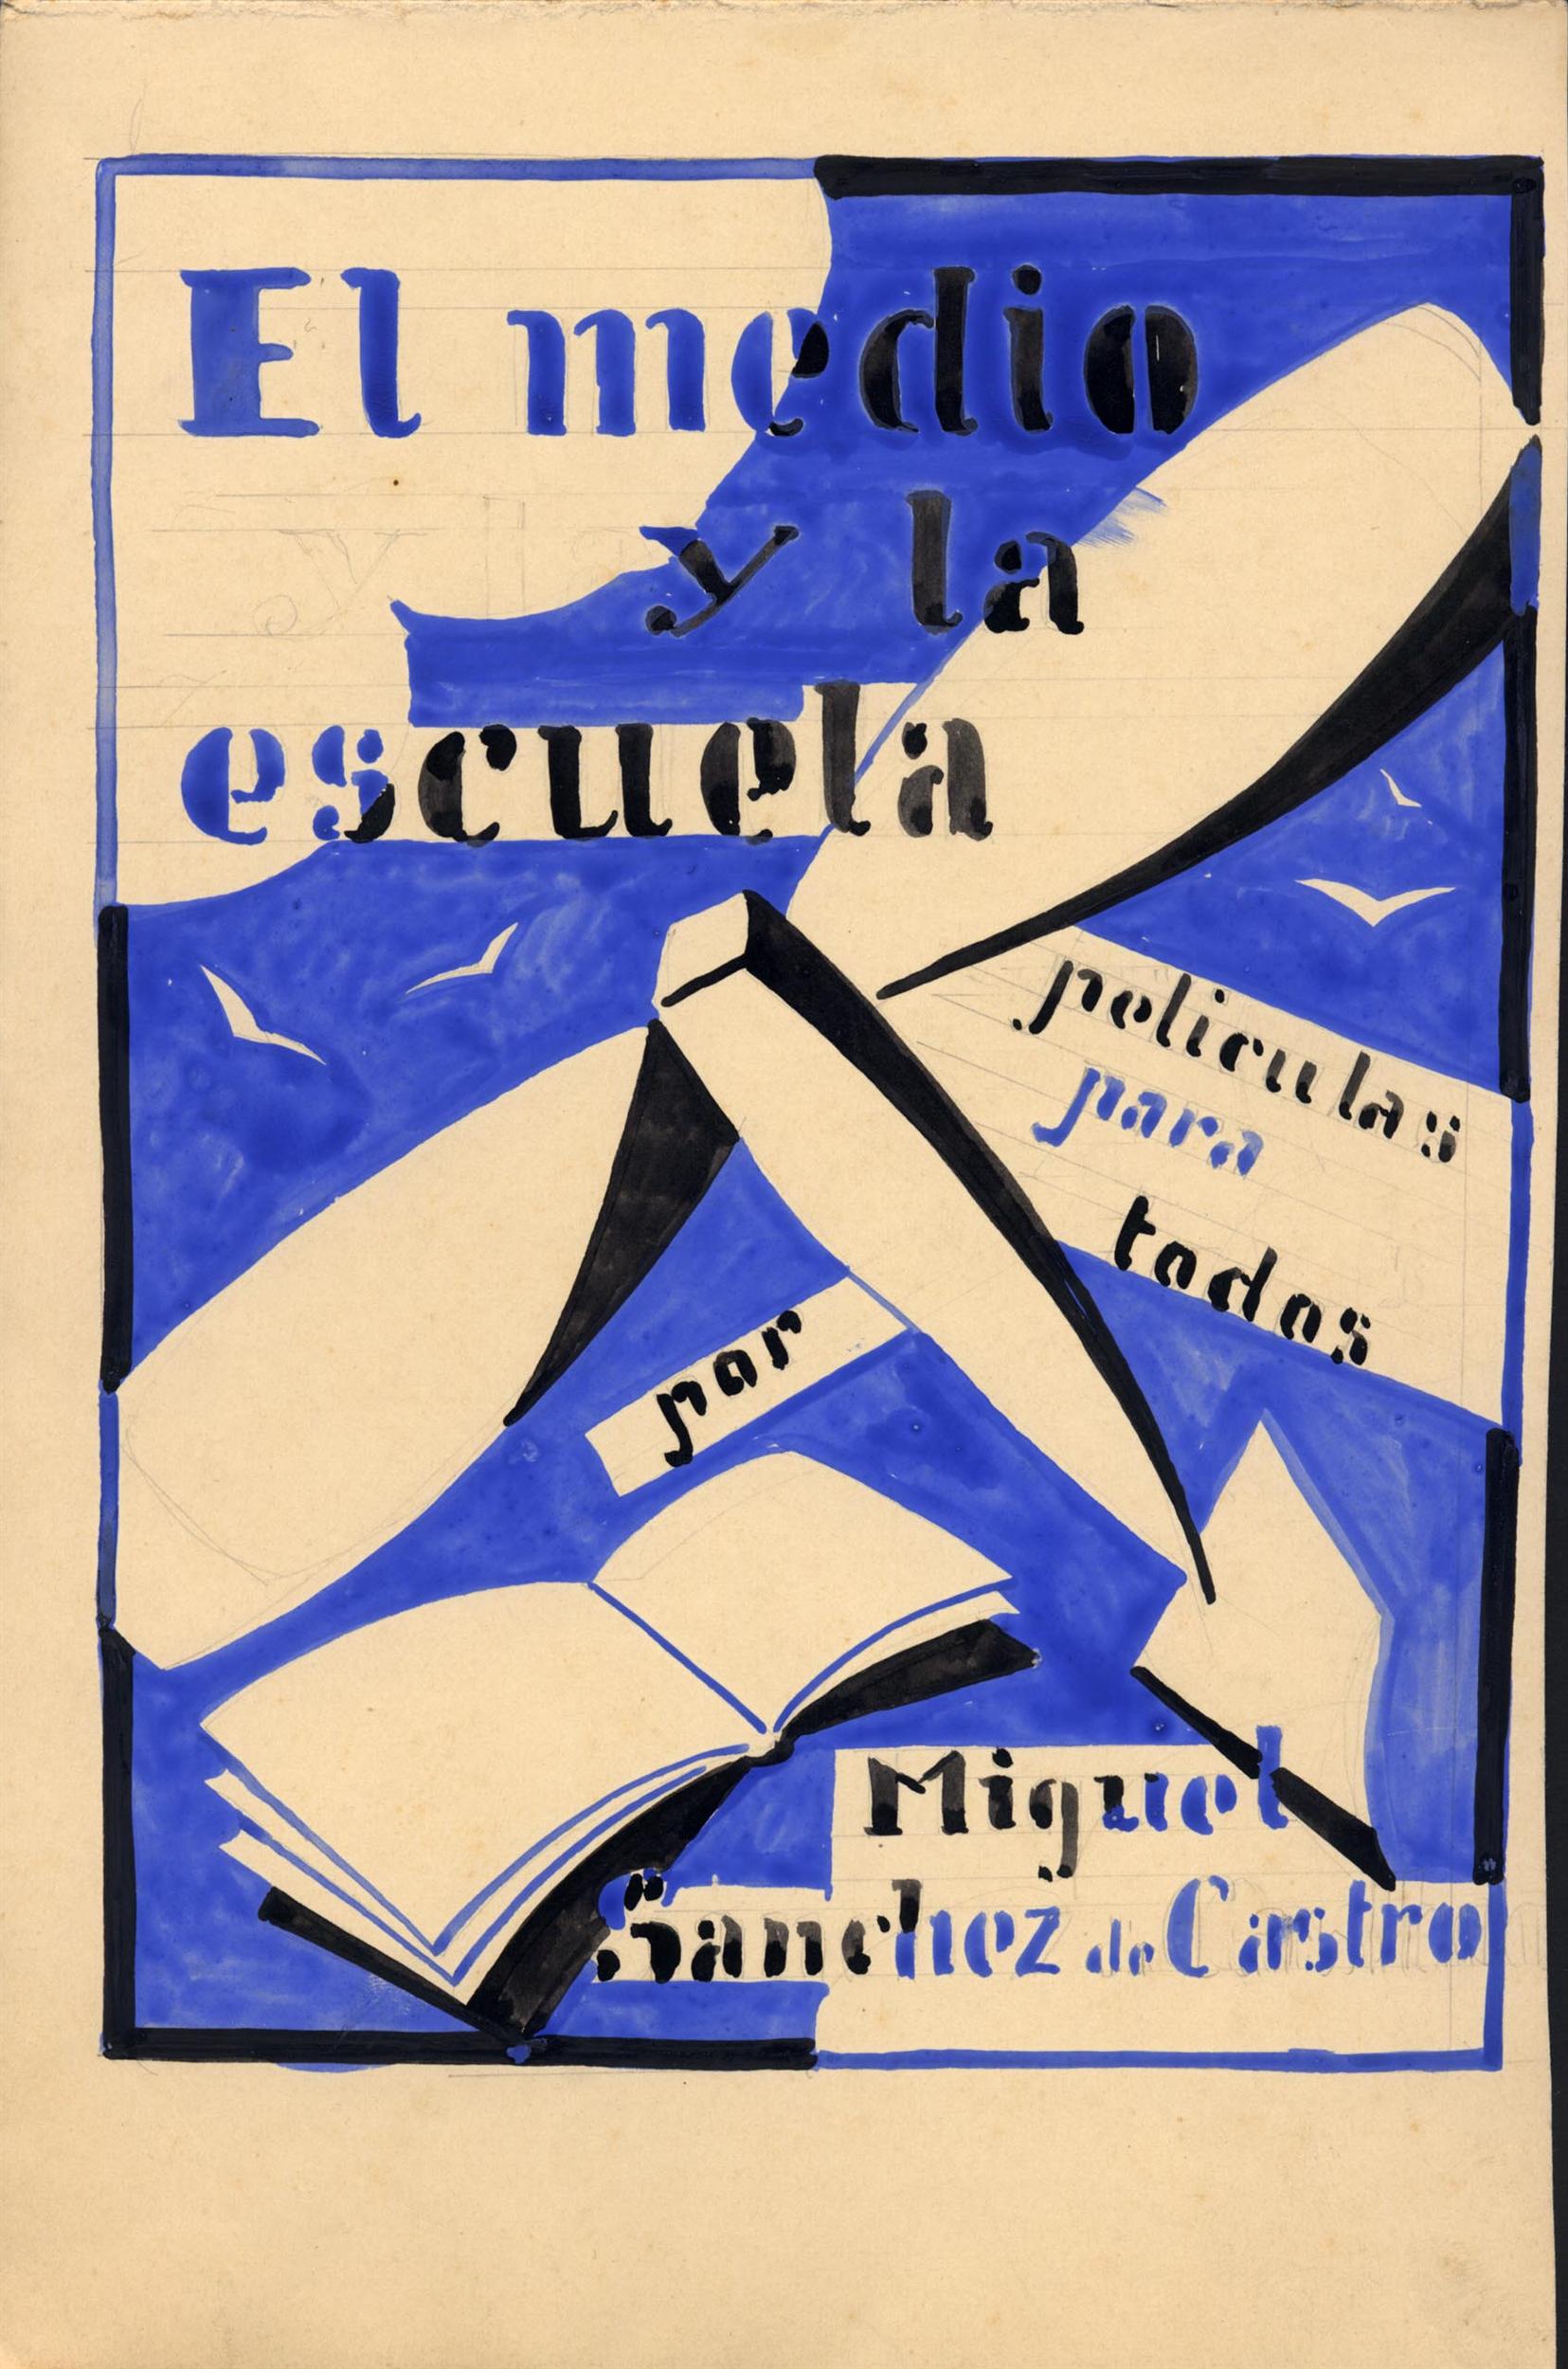 El medio
y la
escuela
peliculas
para
todos
por
Miguel
Sanchez de Castro